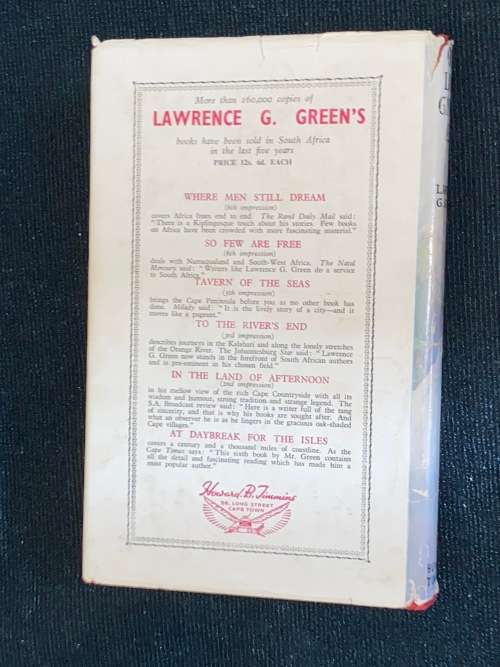 More than 160,000 copies of
LAWRENCE G. GREEN'S
books have been sold in South Africa
in the last five years
PRICE 12s. 6d. EACH
WHERE MEN STILL DREAM
(6th impression)
covers Africa from end to end. The Rand Daily Mail said:
"There is a Kiplingesque touch about his stories. Few books
on Africa have been crowded with more fascinating material."
SO FEW ARE FREE
(6th impression)
deals with Namaqualand and South-West Africa. The Natal
Mercury said: "Writers like Lawrence G. Green do a service
to South Africa."
TAVERN OF THE SEAS
(5th impression)
brings the Cape Peninsula before you as no other book has
done. Milady said: "It is the lively story of a city—and it
moves like a pageant."
TO THE RIVER'S END
(3rd impression)
describes journeys in the Kalahari and along the lonely stretches
of the Orange River. The Johannesburg Star said: "Lawrence
G. Green now stands in the forefront of South African authors
and is pre-eminent in his chosen field."
IN THE LAND OF AFTERNOON
(2nd impression)
in his mellow view of the rich Cape Countryside with all its
wisdom and humour, strong tradition and strange legend. The
S.A. Broadcast review said: "Here is a writer full of the tang
of sincerity, and that is why his books are sought after. And
what an observer he is as he lingers in the gracious oak-shaded
Cape villages."
AT DAYBREAK FOR THE ISLES
covers a century and a thousand miles of coastline. As the
Cape Times says: "This sixth book by Mr. Green contains
all the detail and fascinating reading which has made him a
most popular author."
Howard B. Timmins
LONG STREET
CAPE TOWN